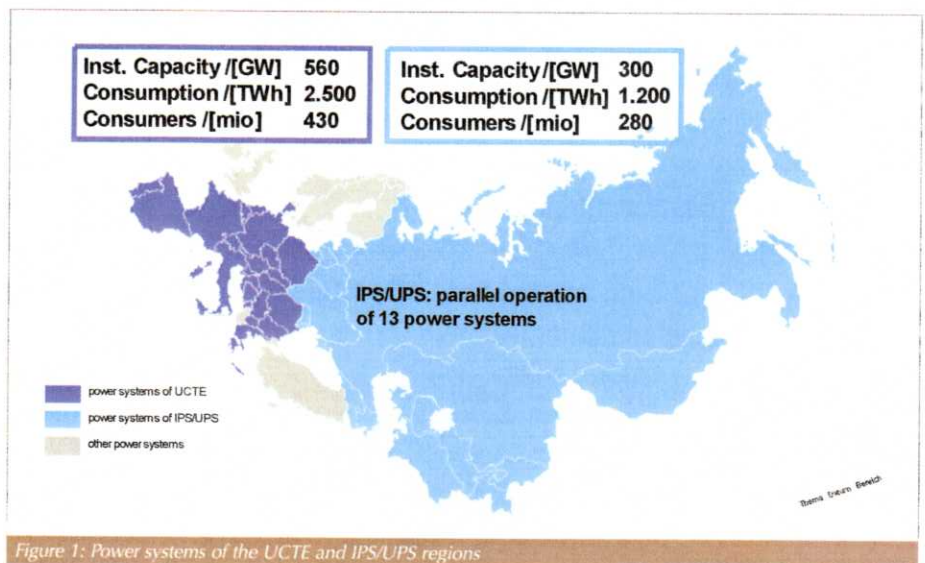 Inst. Capacity /[GW] 560
Consumption /[TWh] 2.500
Consumers /[mio] 430
Inst. Capacity /[GW] 300
Consumption /[TWh] 1.200
Consumers /[mio] 280
IPS/UPS: parallel operation
of 13 power systems
power systems of UCTE
power systems of IPS/UPS
other power systems
Thema Bereich
Figure 1: Power systems of the UCTE and IPS/UPS regions